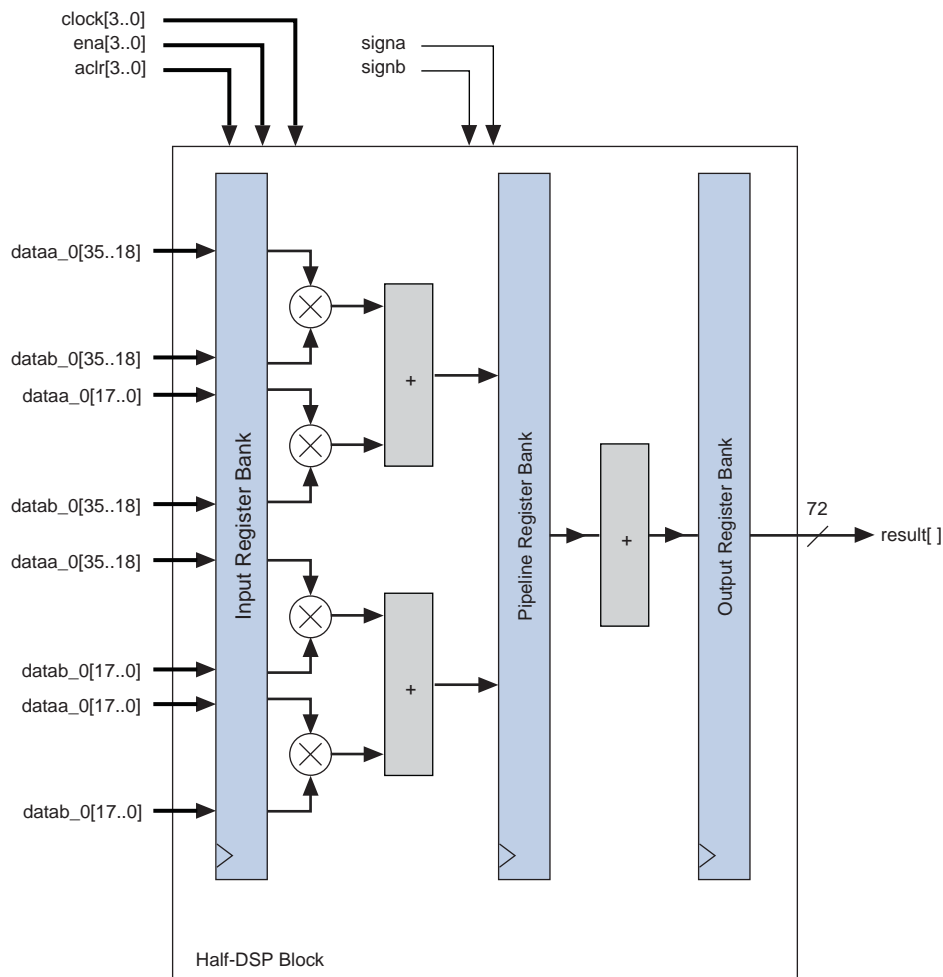 clock[3..0]
ena[3..0]
aclr[3..0]
signa
signb
dataa_0[35..18]
datab_0[35..18]
dataa_0[17..0]
datab_0[35..18]
dataa_0[35..18]
datab_0[17..0]
dataa_0[17..0]
datab_0[17..0]
Input Register Bank
+
+
Pipeline Register Bank
+
Output Register Bank
72
result[ ]
Half-DSP Block